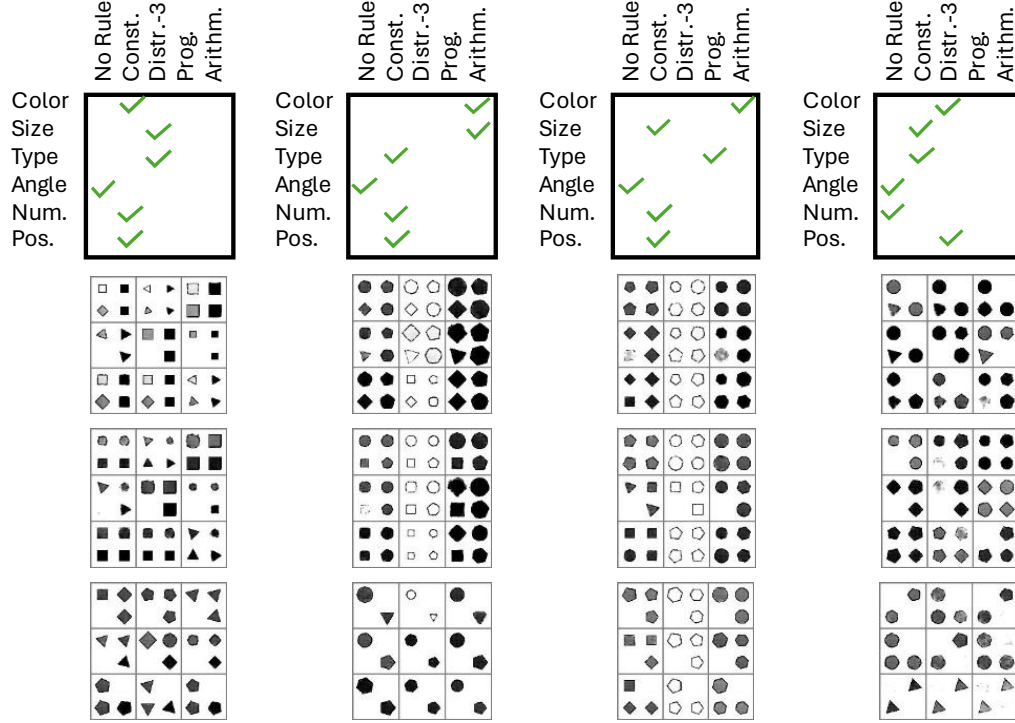 No Rule Const. Distr.-3 Prog. Arithm. No Rule Const. Distr.-3 Prog. Arithm. No Rule Const. Distr.-3 Prog. Arithm. No Rule Const. Distr.-3 Prog. Arithm.
Color Color Color Color
Size Size Size Size
Type Type Type Type
Angle Angle Angle Angle
Num. Num. Num. Num.
Pos. Pos. Pos. Pos.